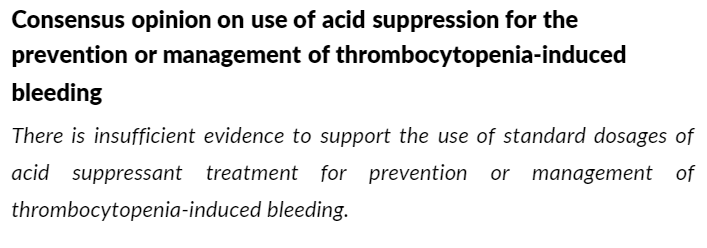 Consensus opinion on use of acid suppression for the
prevention or management of thrombocytopenia-induced
bleeding
There is insufficient evidence to support the use of standard dosages of
acid suppressant treatment for prevention or management of
thrombocytopenia-induced bleeding.